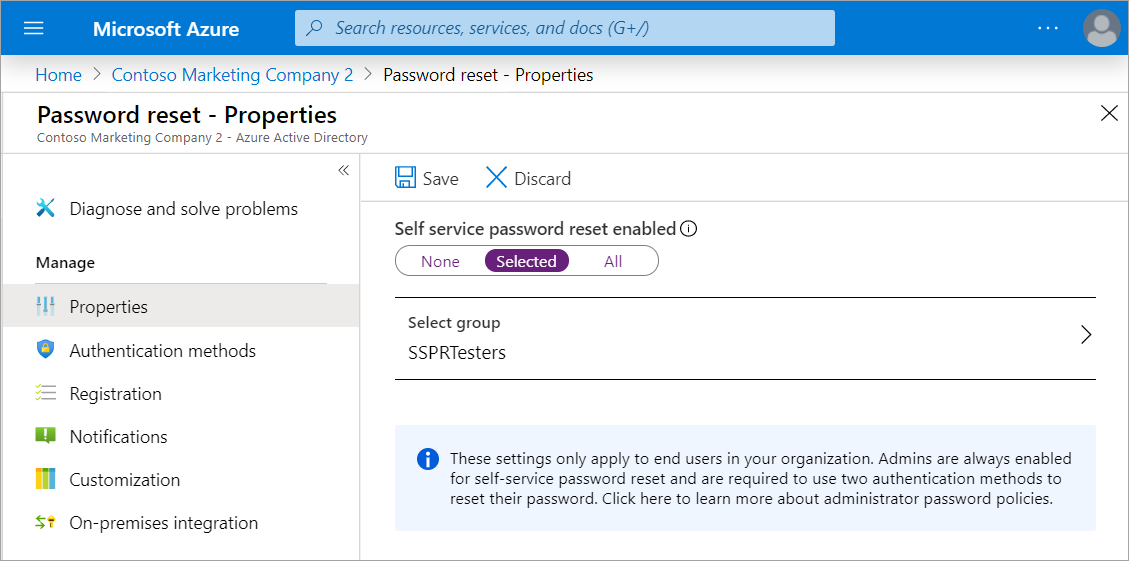 Microsoft Azure
Search resources, services, and docs (G+/)
Home > Contoso Marketing Company 2 > Password reset - Properties
Password reset - Properties
Contoso Marketing Company 2 - Azure Active Directory
Diagnose and solve problems
Manage
Properties
Authentication methods
Registration
Notifications
Customization
On-premises integration
Save Discard
Self service password reset enabled
None Selected All
Select group
SSPRTesters
These settings only apply to end users in your organization. Admins are always enabled
for self-service password reset and are required to use two authentication methods to
reset their password. Click here to learn more about administrator password policies.